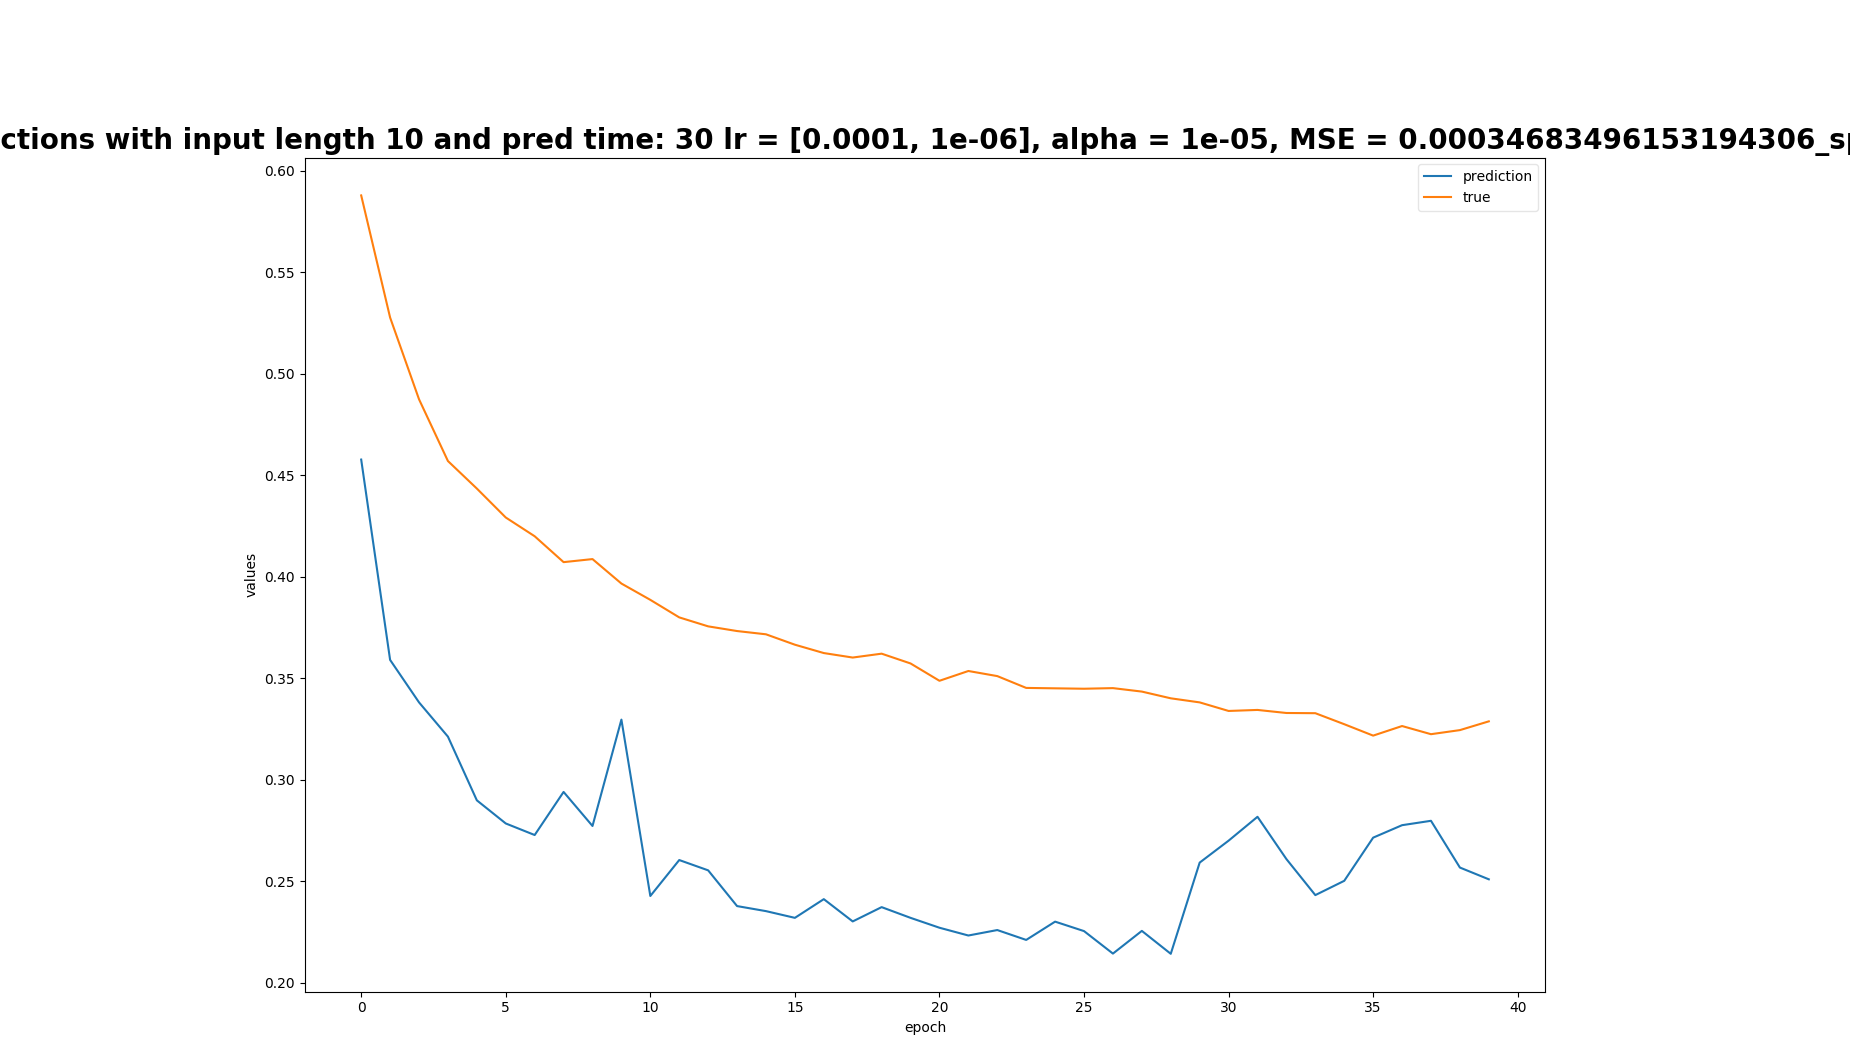 ctions with input length 10 and pred time: 30 lr = [0.0001, 1e-06], alpha = 1e-05, MSE = 0.00034683496153194306_sp
prediction
true
0.60
0.55
0.50
0.45
0.40
0.35
0.30
0.25
0.20
values
0 5 10 15 20 25 30 35 40
epoch